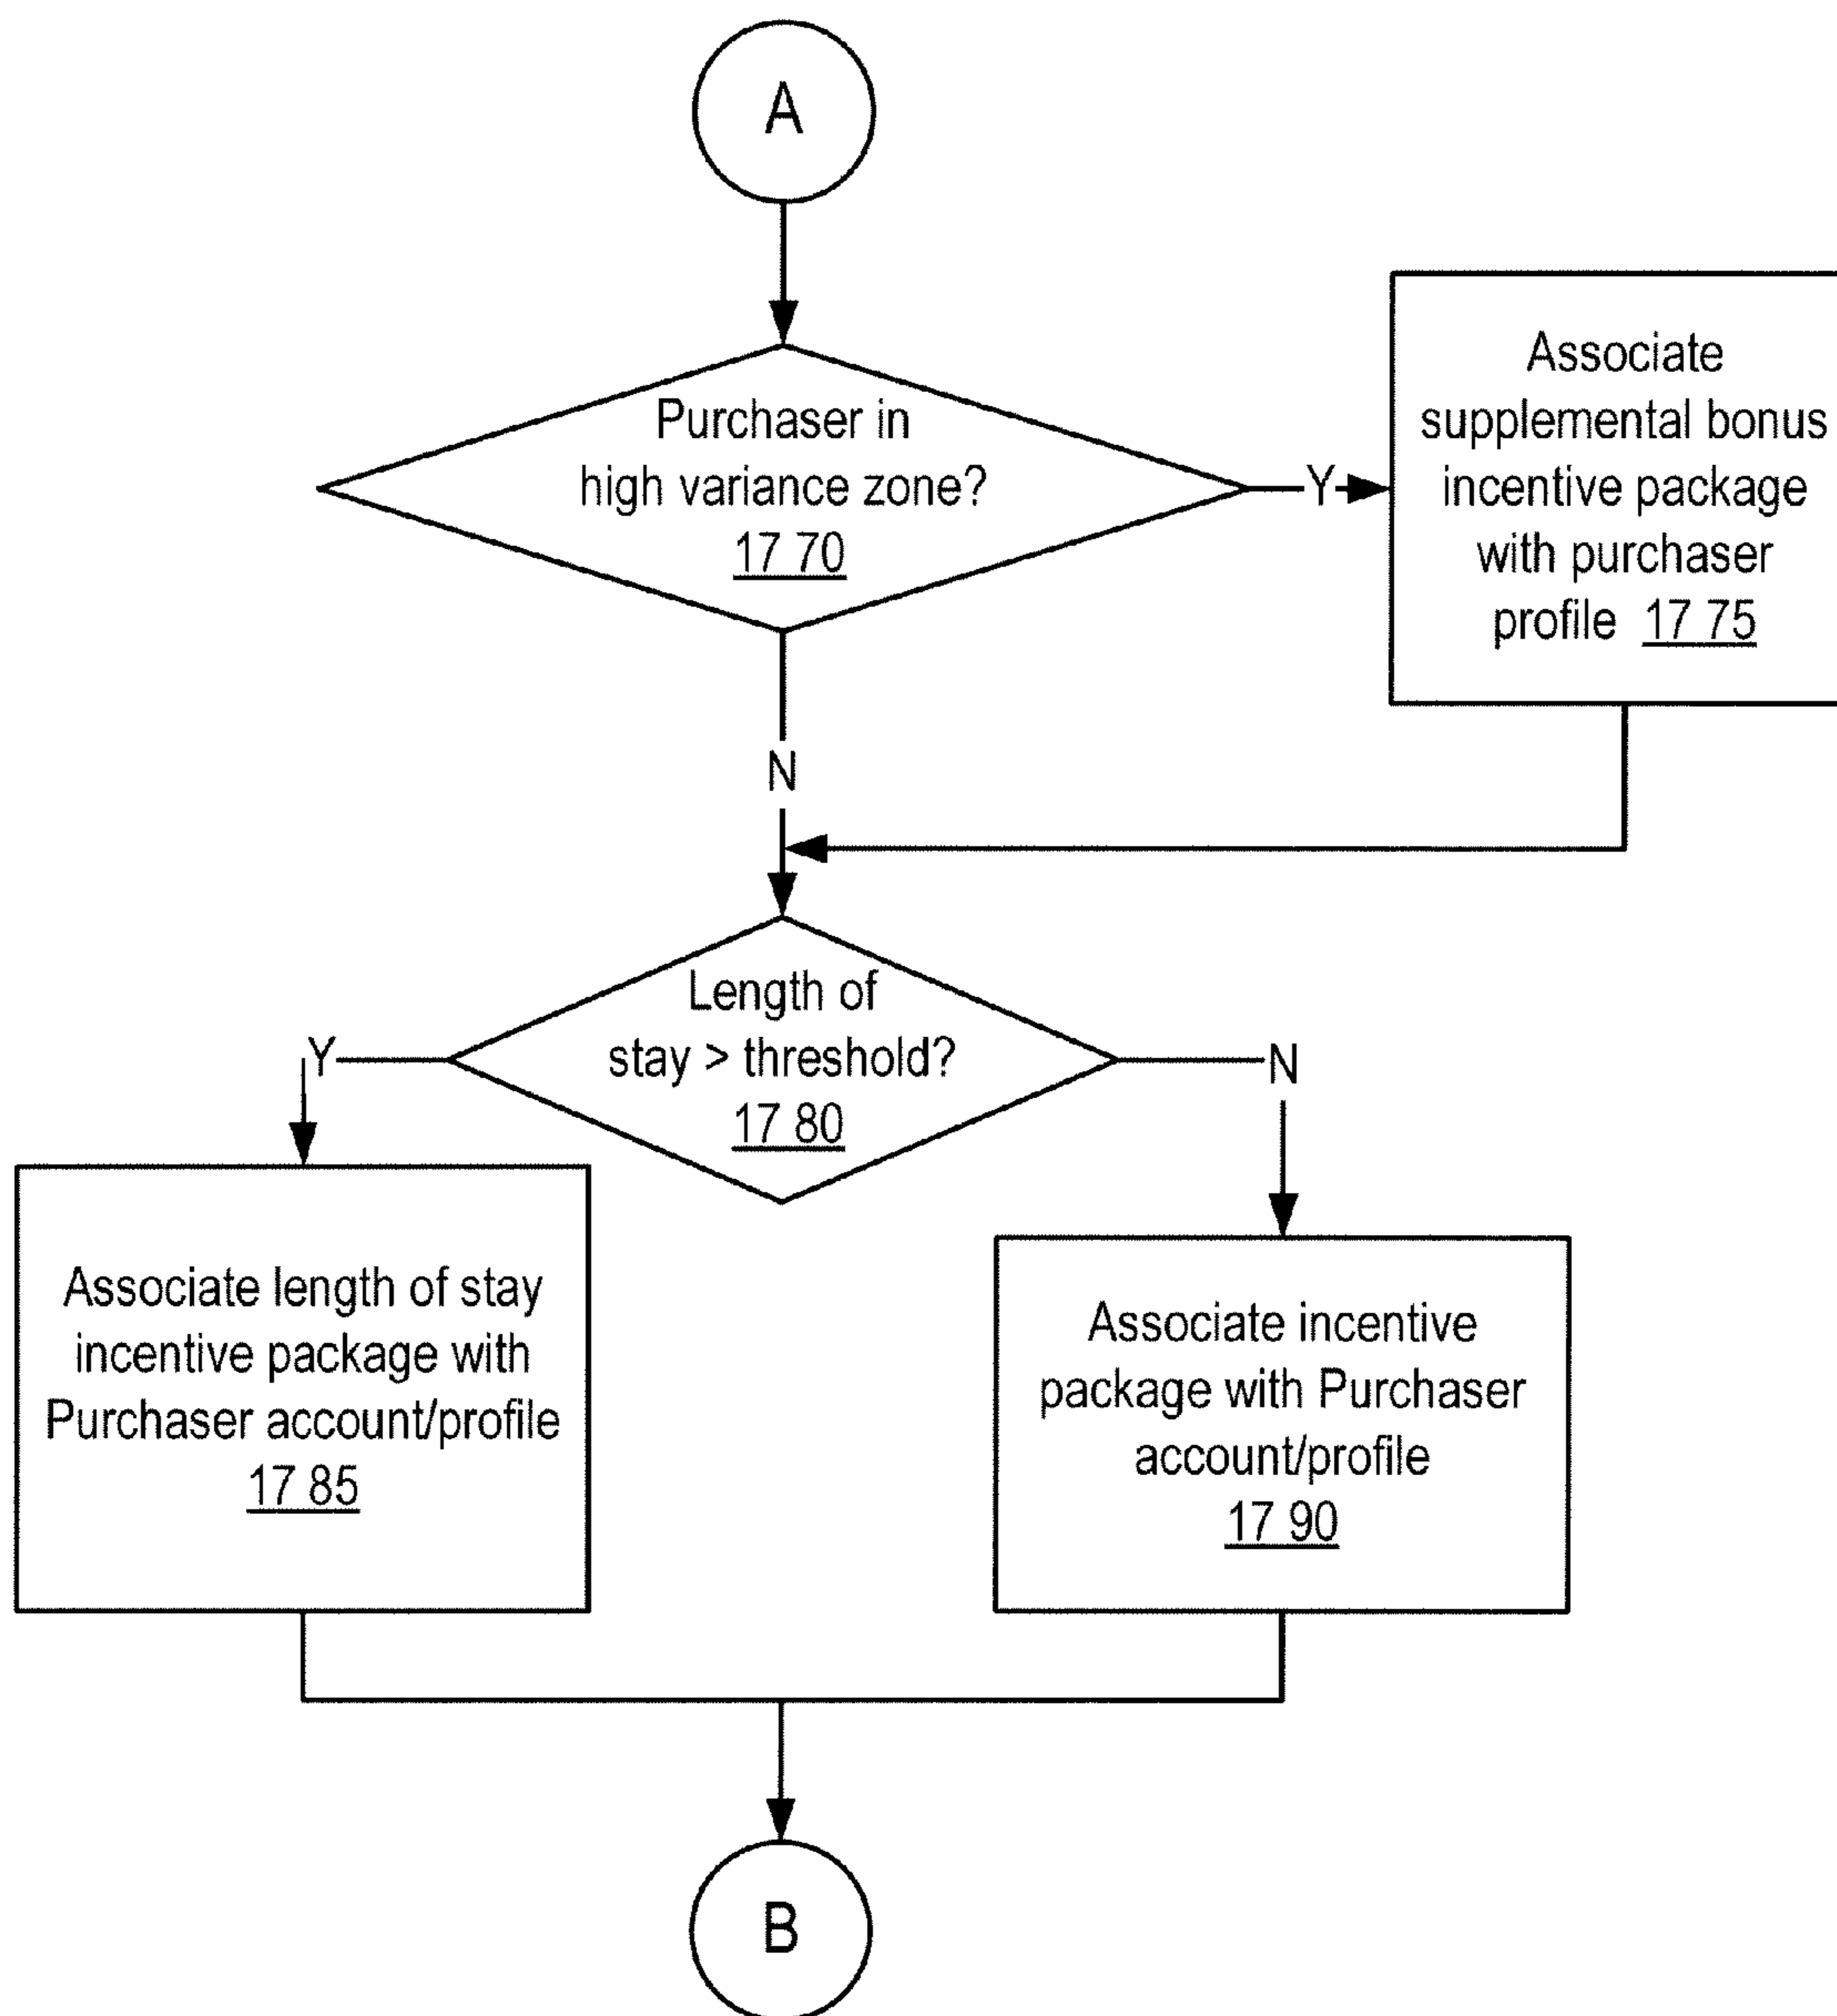 A
Purchaser in
high variance zone?
17 70
Y
Associate
supplemental bonus
incentive package
with purchaser
profile 17 75
N
Length of
stay > threshold?
17 80
Y
N
Associate length of stay
incentive package with
Purchaser account/profile
17 85
Associate incentive
package with Purchaser
account/profile
17 90
B